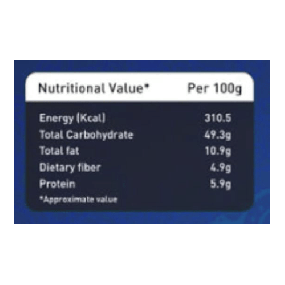 Nutritional Value* Per 100g
Energy (Kcal) 310.5
Total Carbohydrate 49.3g
Total fat 10.9g
Dietary fiber 4.9g
Protein 5.9g
*Approximate value